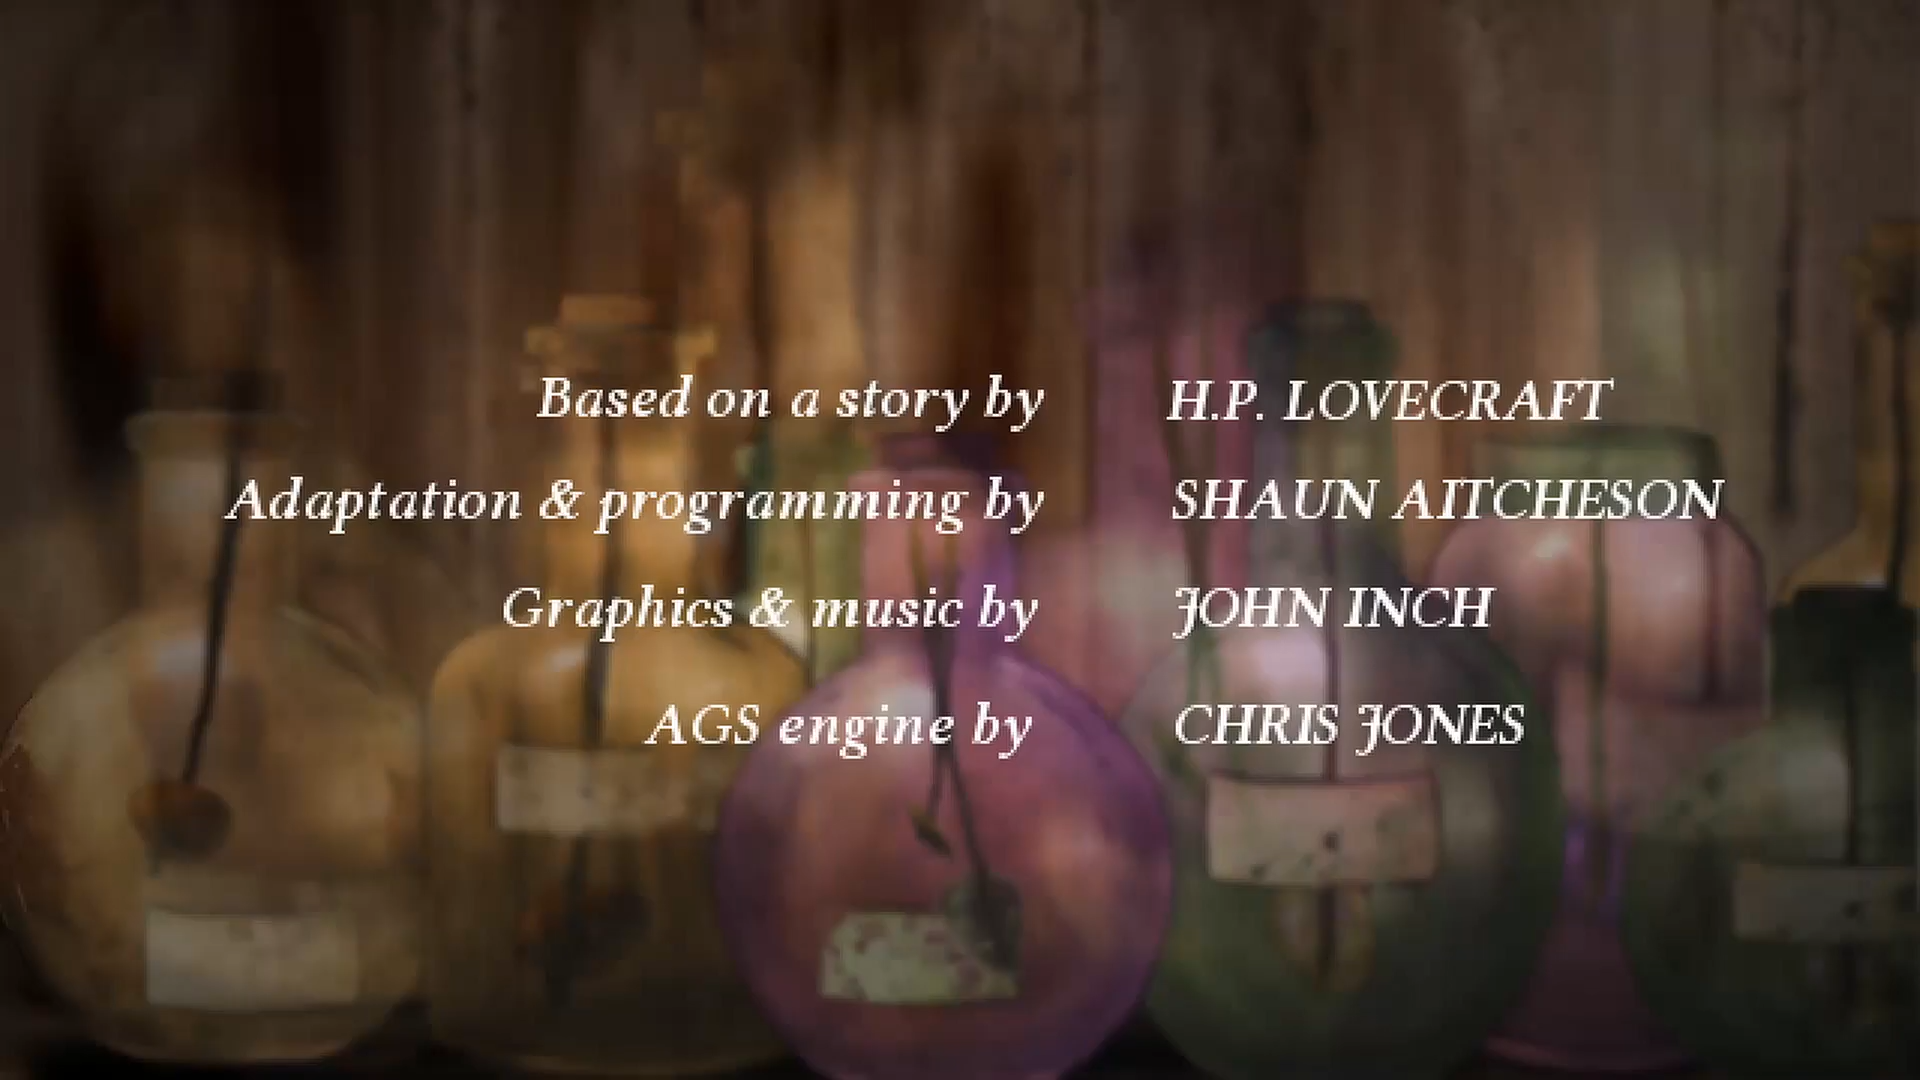 Based on a story by H.P. LOVECRAFT
Adaptation & programming by SHAUN AITCHESON
Graphics & music by JOHN INCH
AGS engine by CHRIS JONES